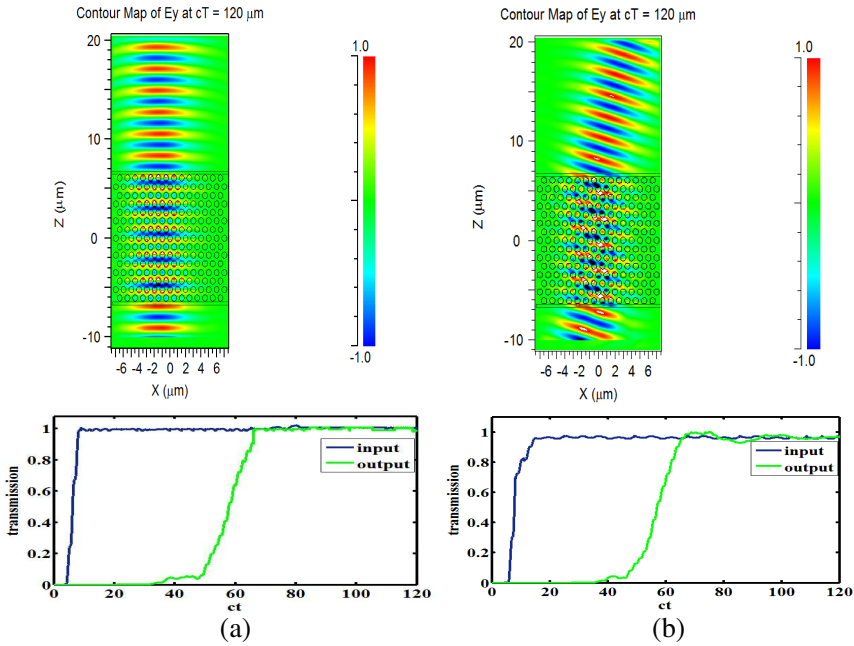 Contour Map of Ey at cT = 120 μm
1.0
20
10
0
-10
Z (μm)
-6 -4 -2 0 2 4 6
X (μm)
-1.0
Contour Map of Ey at cT = 120 μm
1.0
20
10
0
-10
Z (μm)
-6 -4 -2 0 2 4 6
X (μm)
-1.0
1
0.8
0.6
0.4
0.2
0
transmission
input
output
0 20 40 60 80 100 120
ct
(a)
1
0.8
0.6
0.4
0.2
0
transmission
input
output
0 20 40 60 80 100 120
ct
(b)